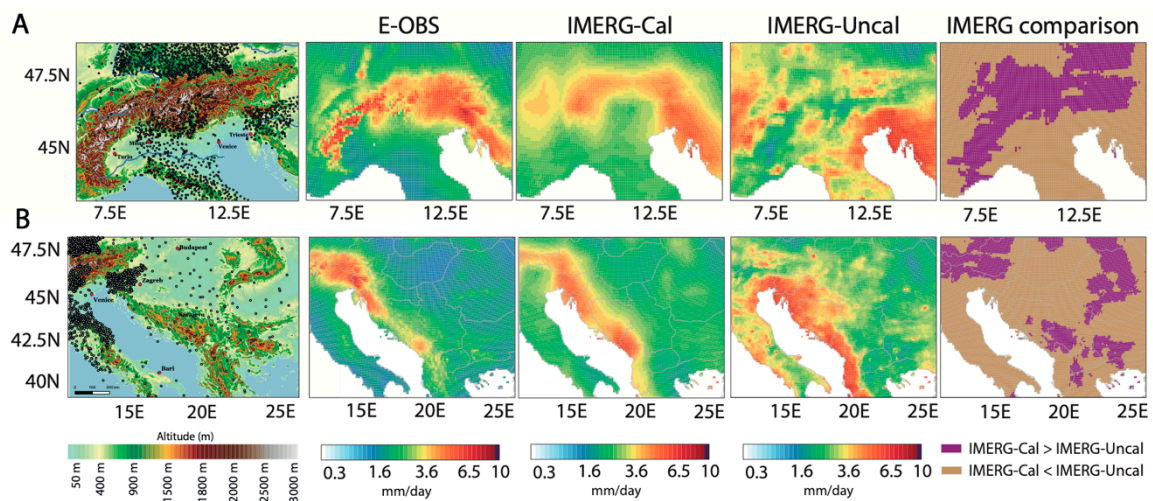 A
E-OBS
IMERG-Cal
IMERG-Uncal
IMERG comparison
47.5N
45N
Turin
Venice
Trieste
7.5E 12.5E 7.5E 12.5E 7.5E 12.5E 7.5E 12.5E 7.5E 12.5E
B
47.5N
45N
42.5N
40N
Budapest
Zagreb
Venice
Bari
15E 20E 25E 15E 20E 25E 15E 20E 25E 15E 20E 25E 15E 20E 25E
Altitude (m)
50 m 400 m 900 m 1500 m 1800 m 2000 m 2500 m 3000 m
0.3 1.6 3.6 6.5 10
mm/day
0.3 1.6 3.6 6.5 10
mm/day
0.3 1.6 3.6 6.5 10
mm/day
IMERG-Cal > IMERG-Uncal
IMERG-Cal < IMERG-Uncal